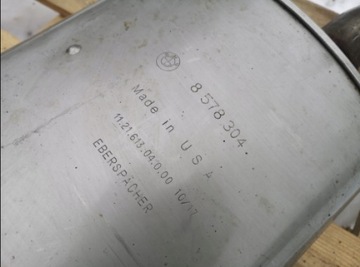 8 578 304
Made in U S A
11.21.613.04.0.00
EBERSPÄCHER